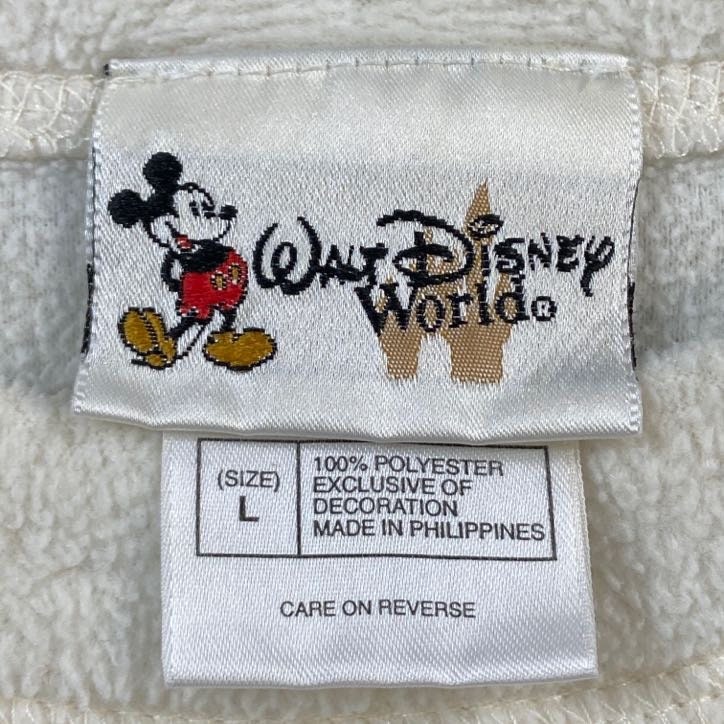 WALT DISNEY
World®
(SIZE)
L
100% POLYESTER
EXCLUSIVE OF
DECORATION
MADE IN PHILIPPINES
CARE ON REVERSE